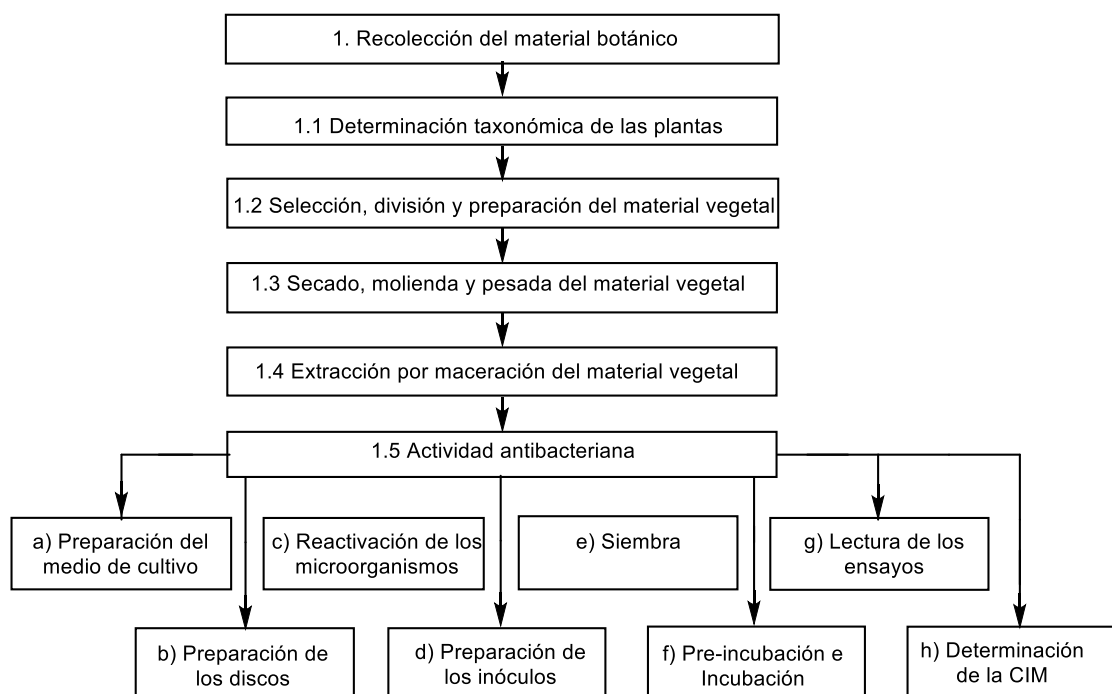 1. Recolección del material botánico
1.1 Determinación taxonómica de las plantas
1.2 Selección, división y preparación del material vegetal
1.3 Secado, molienda y pesada del material vegetal
1.4 Extracción por maceración del material vegetal
1.5 Actividad antibacteriana
a) Preparación del
medio de cultivo
c) Reactivación de los
microorganismos
e) Siembra
g) Lectura de los
ensayos
b) Preparación de
los discos
d) Preparación de
los inóculos
f) Pre-incubación e
Incubación
h) Determinación
de la CIM